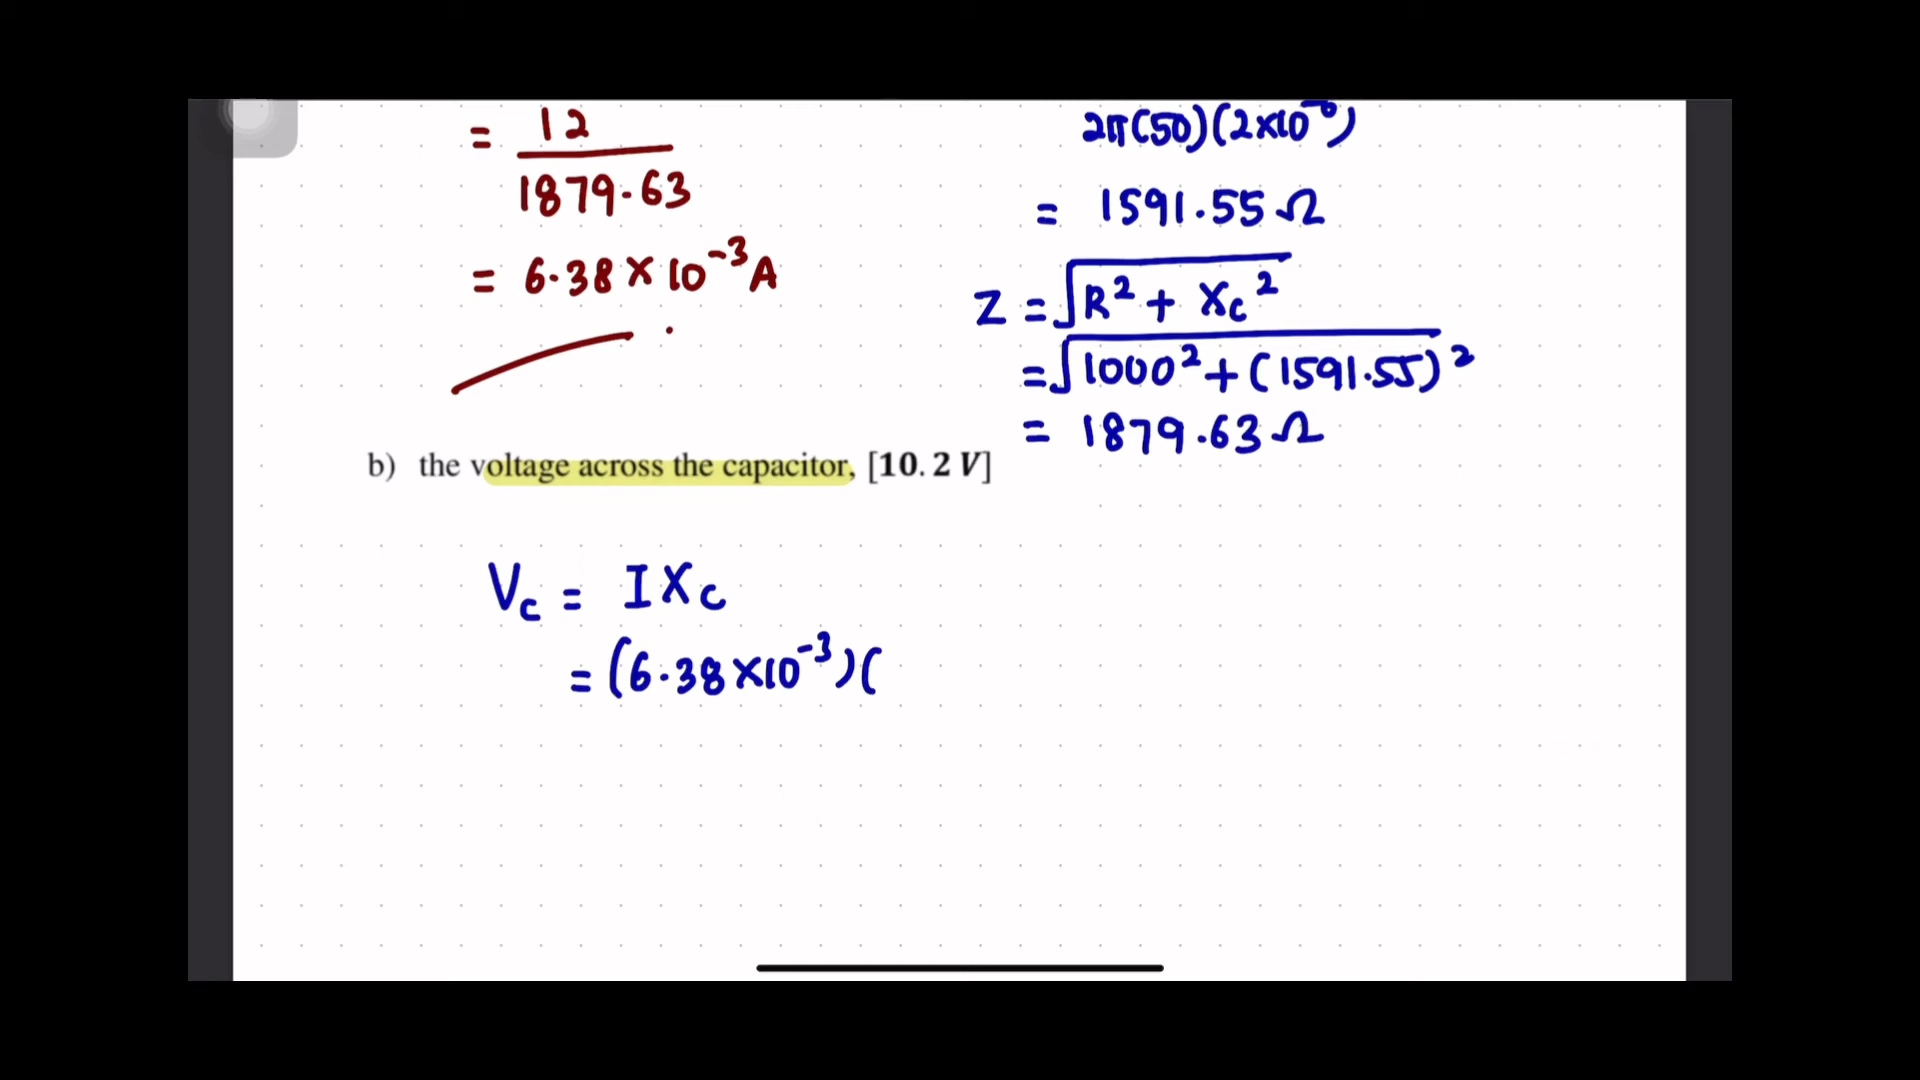 = 12
1879.63
= 6.38 × 10⁻³ A
2π(50)(2×10⁻⁶)
= 1591.55 Ω
Z = √R² + Xc²
= √1000² + (1591.55)²
= 1879.63 Ω
b) the voltage across the capacitor, [10.2 V]
Vc = I Xc
= (6.38 ×10⁻³)(